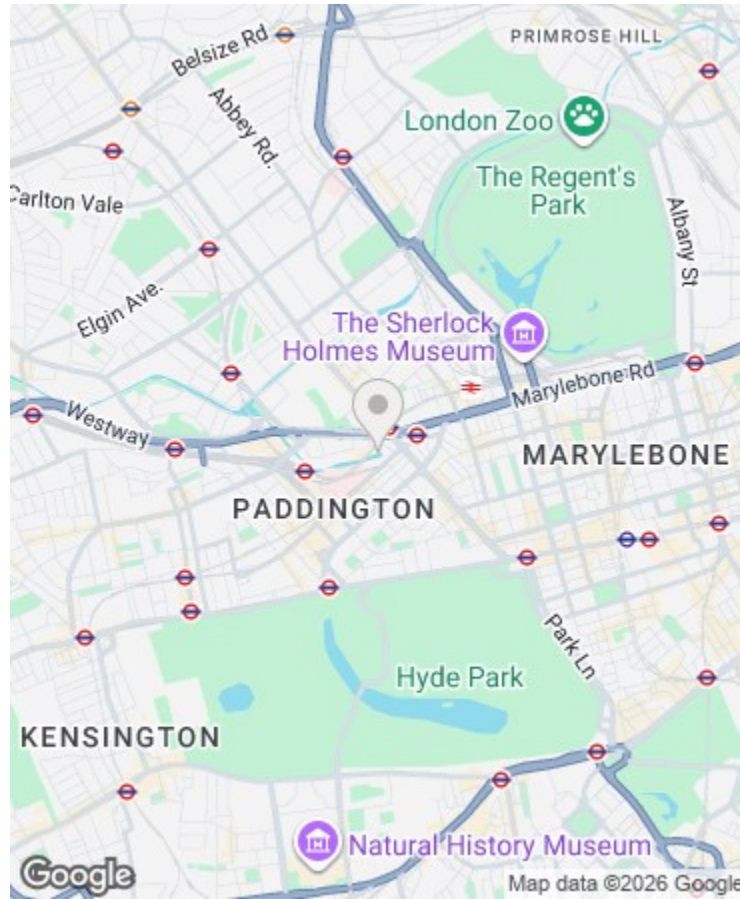 PRIMROSE HILL
Belsize Rd
Abbey Rd.
London Zoo
The Regent's
Park
Carlton Vale
Albany St
Elgin Ave.
The Sherlock
Holmes Museum
Marylebone Rd
Westway
MARYLEBONE
PADDINGTON
Park Ln
Hyde Park
KENSINGTON
Natural History Museum
Google
Map data ©2026 Google